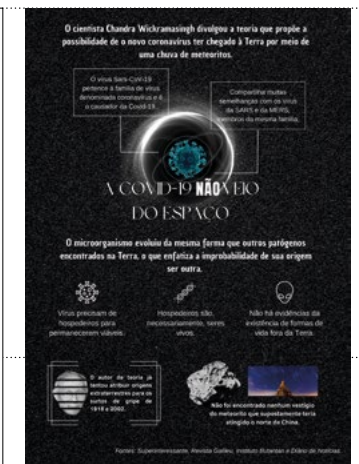 O cientista Chandra Wickramasingh divulgou a teoria que propõe a
possibilidade de o novo coronavírus ter chegado à Terra por meio de
uma chuva de meteoritos.
O vírus Sars-CoV-19
pertence à família de vírus
denominada coronavírus e é
o causador da Covid-19.
Compartilha muitas
semelhanças com os vírus
da SARS e da MERS,
membros da mesma família.
A COVID-19 NÃO VEIO
DO ESPAÇO
O microorganismo evoluiu da mesma forma que outros patógenos
encontrados na Terra, o que enfatiza a improbabilidade de sua origem
ser outra.
Vírus precisam de
hospedeiros para
permanecerem viáveis.
Hospedeiros são,
necessariamente, seres
vivos.
Não há evidências da
existência de formas de
vida fora da Terra.
O autor da teoria já
tentou atribuir origens
extraterrestres para os
surtos de gripe de
1918 e 2002.
Não foi encontrado nenhum vestígio
do meteorito que supostamente teria
atingido o norte da China.
Fontes: Superinteressante, Revista Galileu, Instituto Butantan e Diário de Notícias